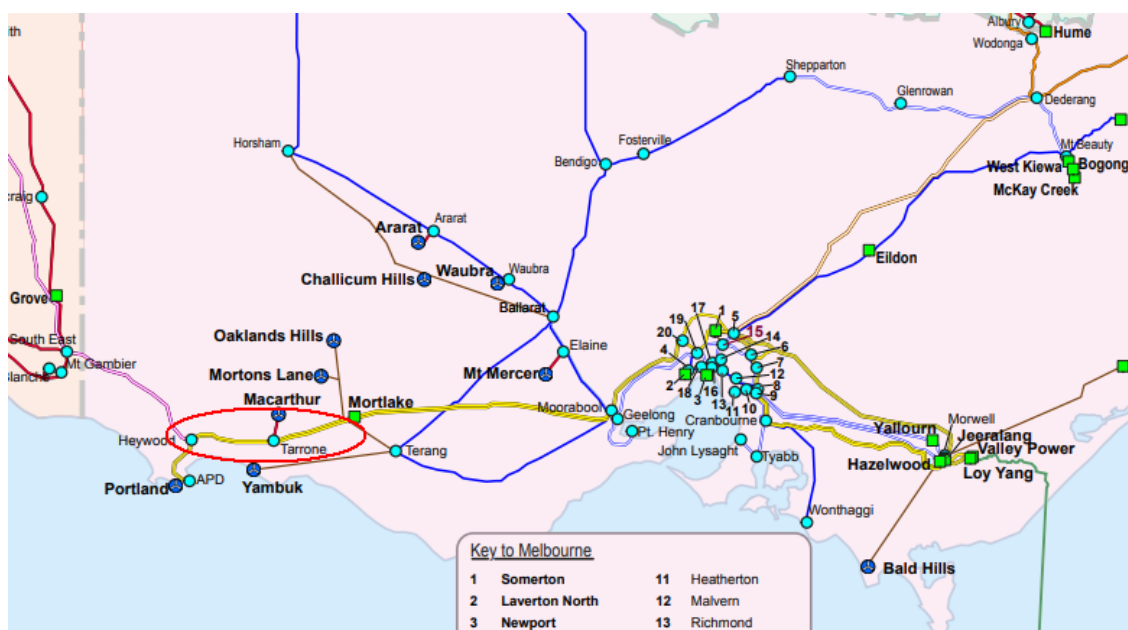 th
Albury
Hume
Wodonga
Shepparton
Glenrowan
Dederang
Horsham
Fosterville
Bendigo
Mt Beauty
West Kiewa
Bogong
McKay Creek
craig
Ararat
Ararat
Challicum Hills
Waubra
Waubra
Eildon
Grove
Ballarat
17 1 5
19 15
20 14
4 6
7
2 12
18 3 16 13 11 10 8
9
South East
Oaklands Hills
Elaine
Mt Gambier
Blanche
Mortons Lane
Mt Mercer
Macarthur
Mortlake
Moorabool
Geelong
Cranbourne
Morwell
Heywood
Tarrone
Terang
Pt. Henry
Yallourn
Jeeralang
John Lysaght
Tyabb
Hazelwood
Valley Power
Loy Yang
Portland
APD
Yambuk
Wonthaggi
Bald Hills
Key to Melbourne
1 Somerton 11 Heatherton
2 Laverton North 12 Malvern
3 Newport 13 Richmond